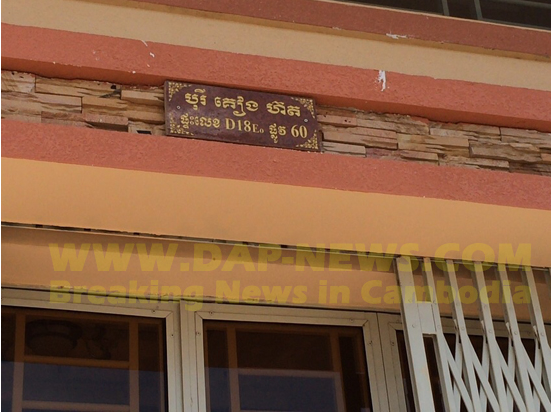 បុរី គៀង ហ៊ត
ផ្ទះលេខ D18E0 ផ្លូវ 60
WWW.DAP-NEWS.COM
Breaking News in Cambodia